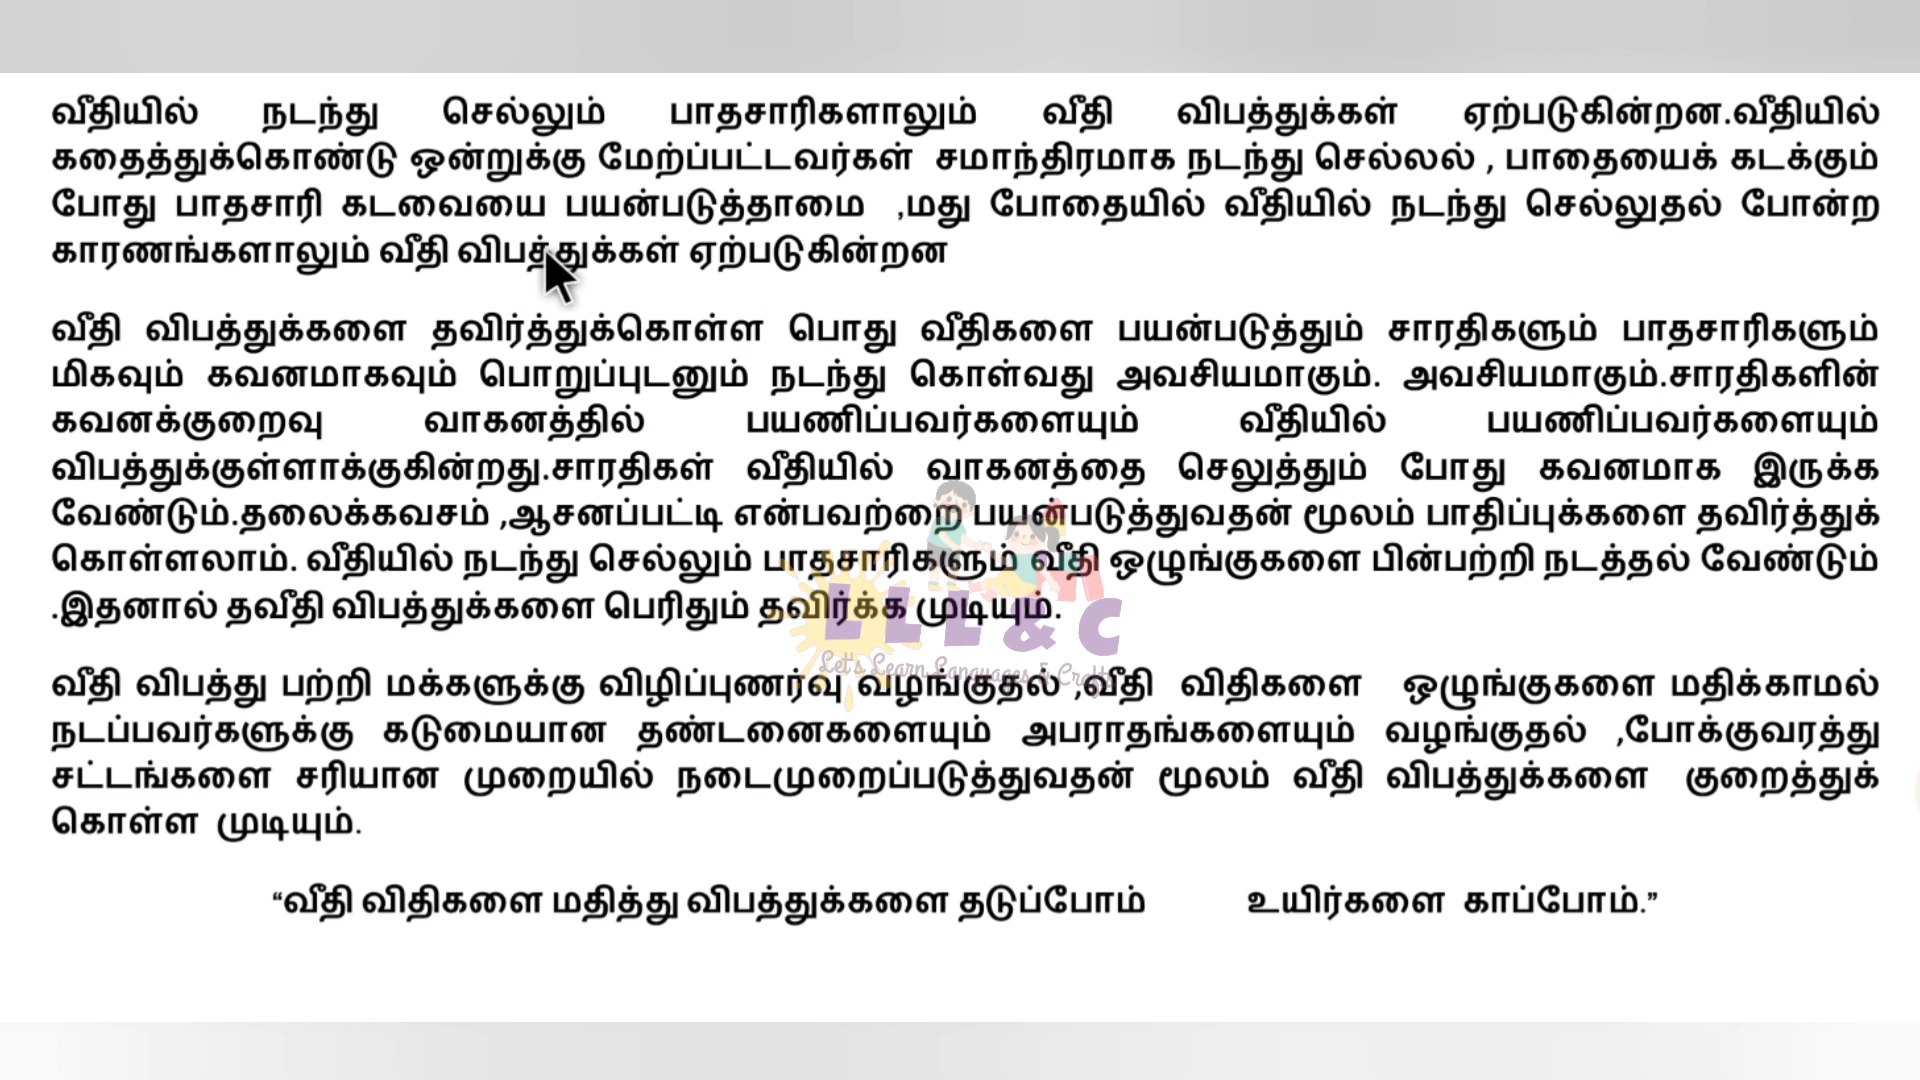 வீதியில் நடந்து செல்லும் பாதசாரிகளாலும் வீதி விபத்துக்கள் ஏற்படுகின்றன.வீதியில்
கதைத்துக்கொண்டு ஒன்றுக்கு மேற்ப்பட்டவர்கள் சமாந்திரமாக நடந்து செல்லல் , பாதையைக் கடக்கும்
போது பாதசாரி கடவையை பயன்படுத்தாமை ,மது போதையில் வீதியில் நடந்து செல்லுதல் போன்ற
காரணங்களாலும் வீதி விபத்துக்கள் ஏற்படுகின்றன
வீதி விபத்துக்களை தவிர்த்துக்கொள்ள பொது வீதிகளை பயன்படுத்தும் சாரதிகளும் பாதசாரிகளும்
மிகவும் கவனமாகவும் பொறுப்புடனும் நடந்து கொள்வது அவசியமாகும். அவசியமாகும்.சாரதிகளின்
கவனக்குறைவு வாகனத்தில் பயணிப்பவர்களையும் வீதியில் பயணிப்பவர்களையும்
விபத்துக்குள்ளாக்குகின்றது.சாரதிகள் வீதியில் வாகனத்தை செலுத்தும் போது கவனமாக இருக்க
வேண்டும்.தலைக்கவசம் ,ஆசனப்பட்டி என்பவற்றை பயன்படுத்துவதன் மூலம் பாதிப்புக்களை தவிர்த்துக்
கொள்ளலாம். வீதியில் நடந்து செல்லும் பாதசாரிகளும் வீதி ஒழுங்குகளை பின்பற்றி நடத்தல் வேண்டும்
.இதனால் தவீதி விபத்துக்களை பெரிதும் தவிர்க்க முடியும்.
LLL & C
Let's Learn Languages & Crafts
வீதி விபத்து பற்றி மக்களுக்கு விழிப்புணர்வு வழங்குதல் ,வீதி விதிகளை ஒழுங்குகளை மதிக்காமல்
நடப்பவர்களுக்கு கடுமையான தண்டனைகளையும் அபராதங்களையும் வழங்குதல் ,போக்குவரத்து
சட்டங்களை சரியான முறையில் நடைமுறைப்படுத்துவதன் மூலம் வீதி விபத்துக்களை குறைத்துக்
கொள்ள முடியும்.
“வீதி விதிகளை மதித்து விபத்துக்களை தடுப்போம் உயிர்களை காப்போம்.”